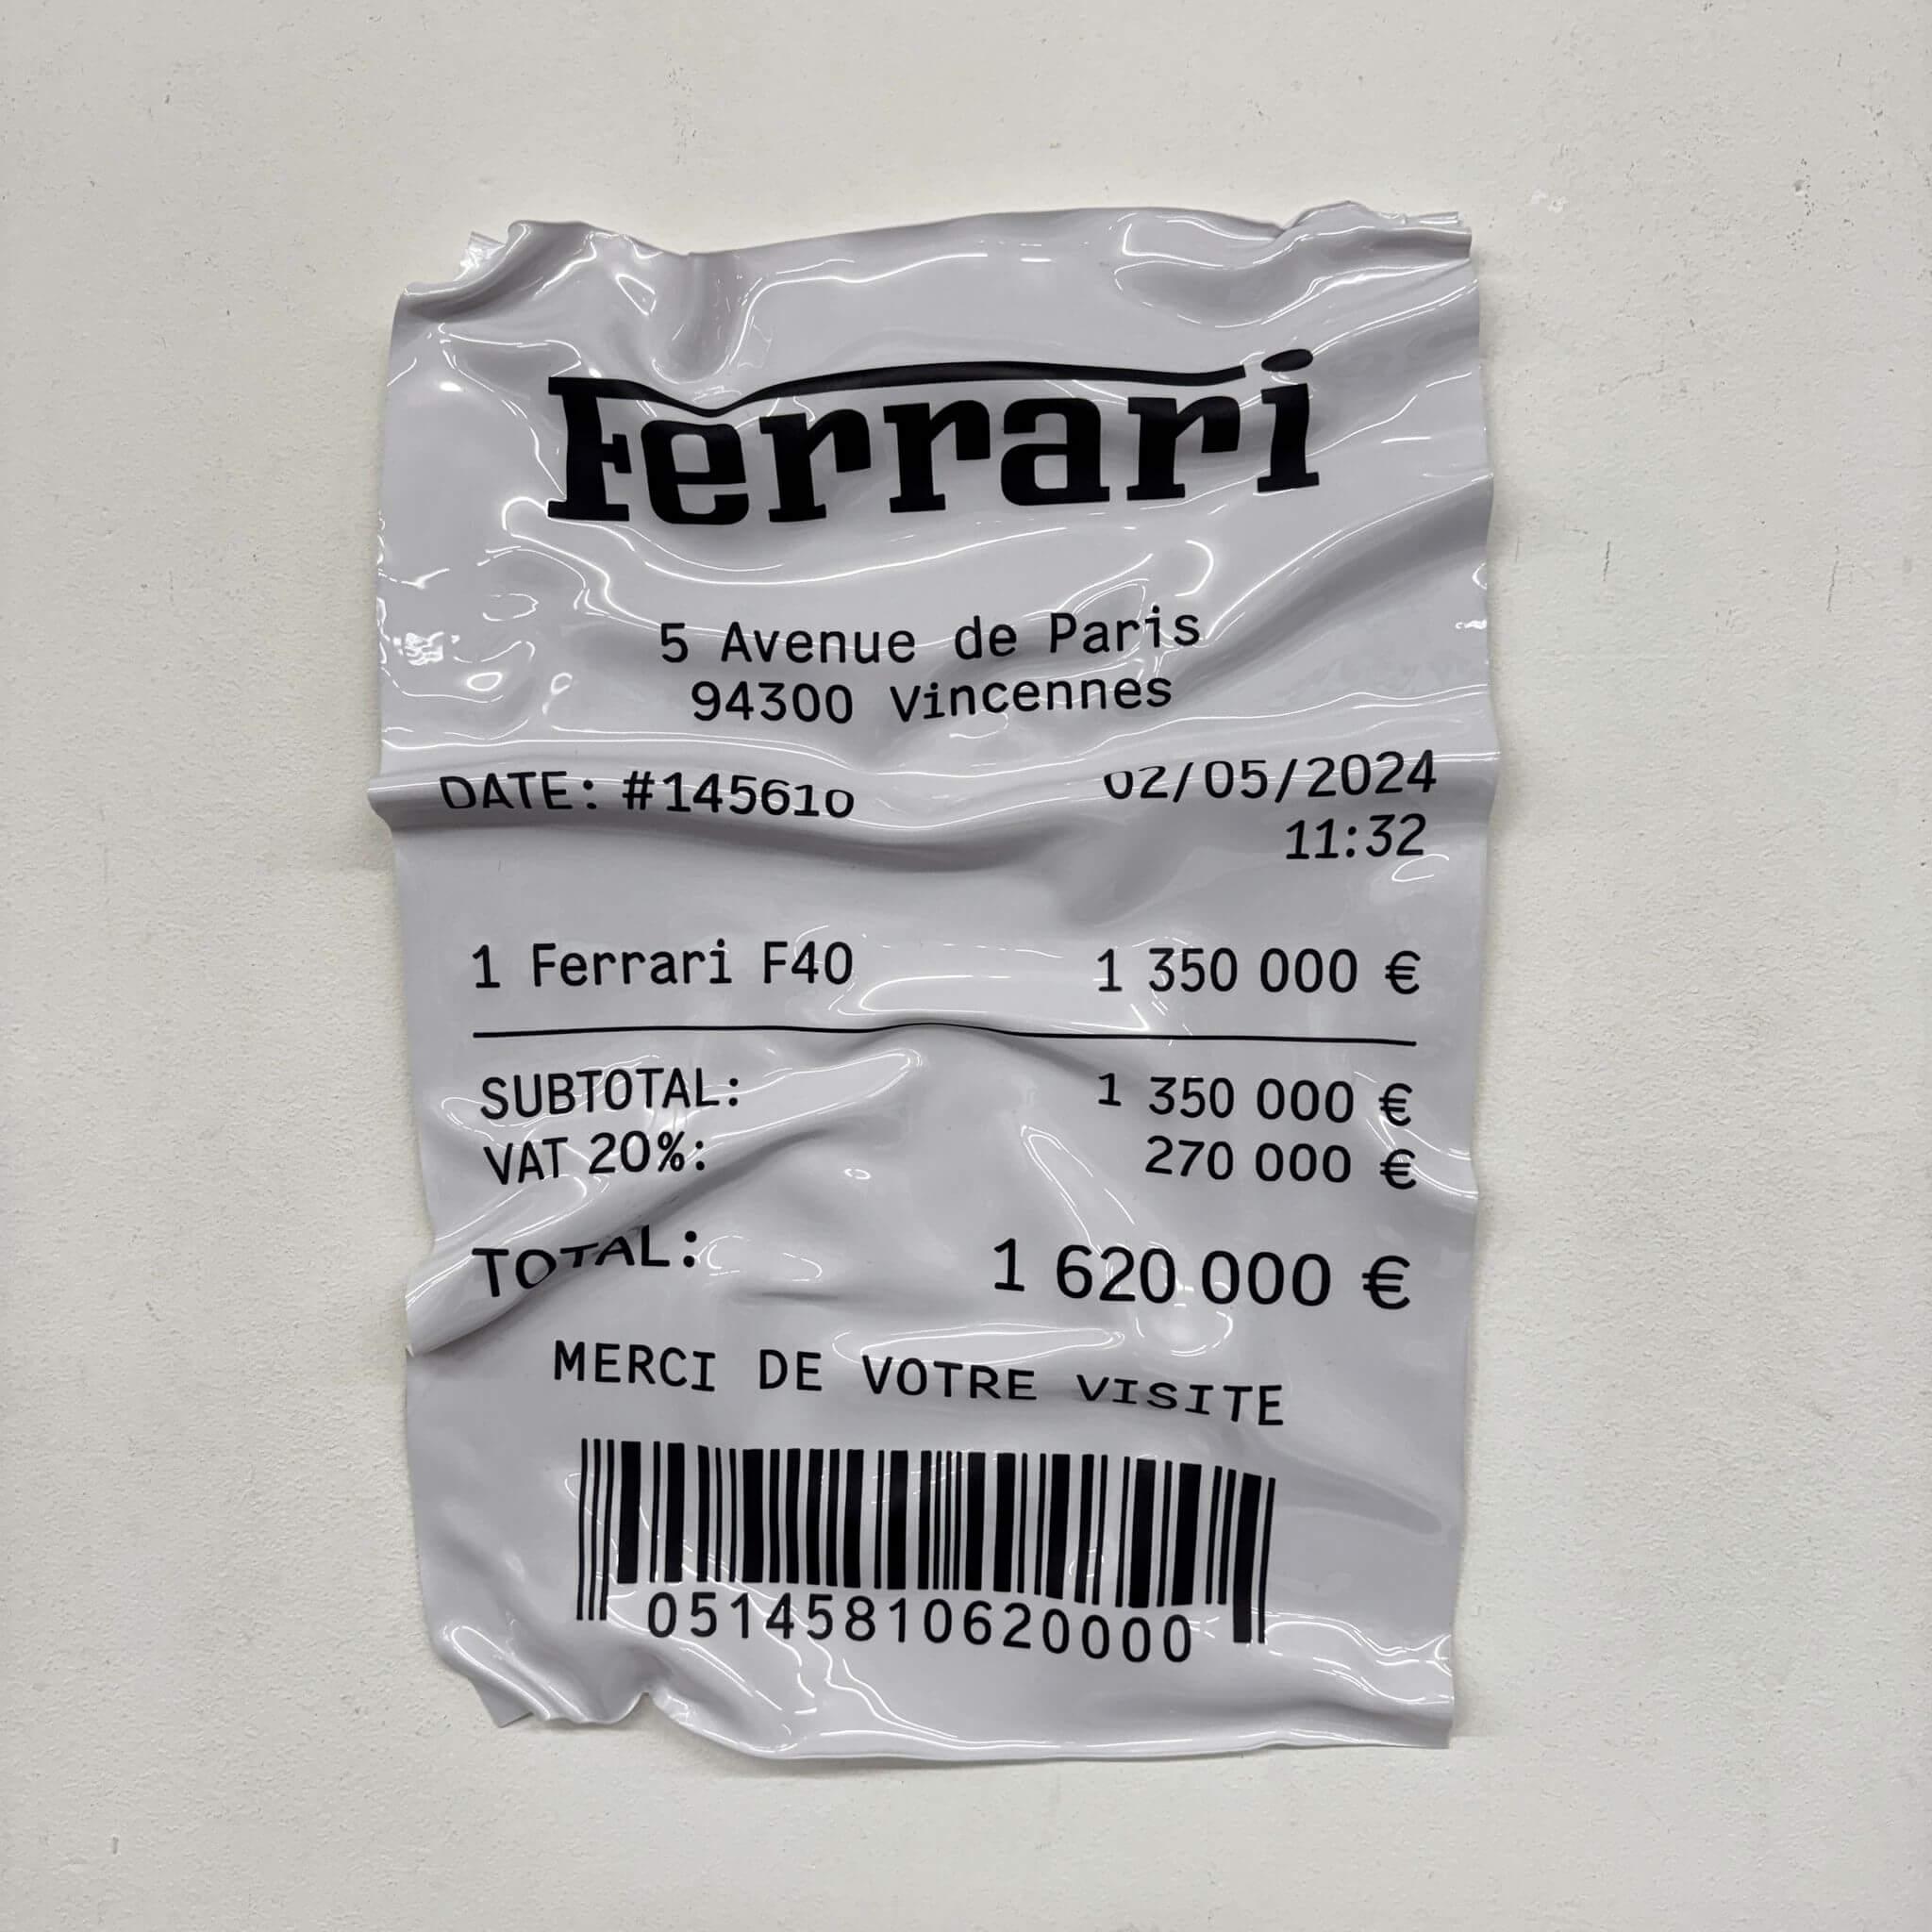 Ferrari
5 Avenue de Paris
94300 Vincennes
DATE: #145610 02/05/2024
11:32
1 Ferrari F40 1 350 000 €
SUBTOTAL: 1 350 000 €
VAT 20%: 270 000 €
TOTAL: 1 620 000 €
MERCI DE VOTRE VISITE
05145810620000